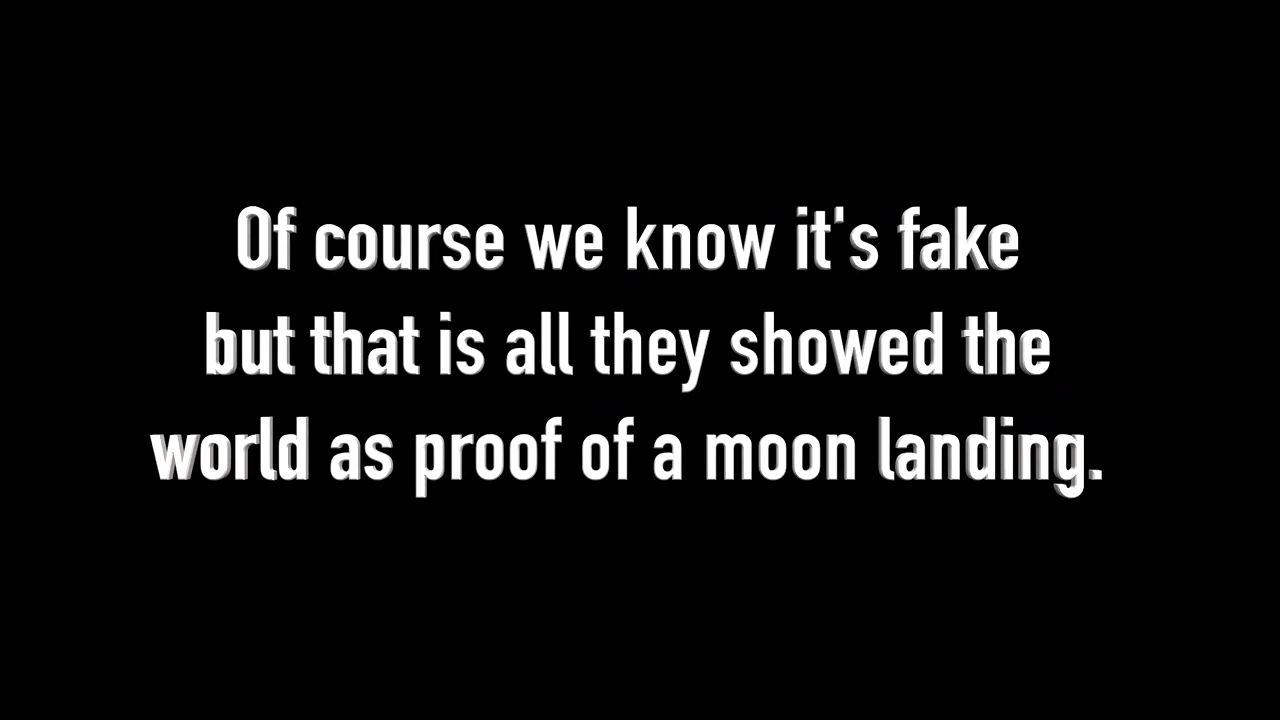 Of course we know it's fake
but that is all they showed the
world as proof of a moon landing.